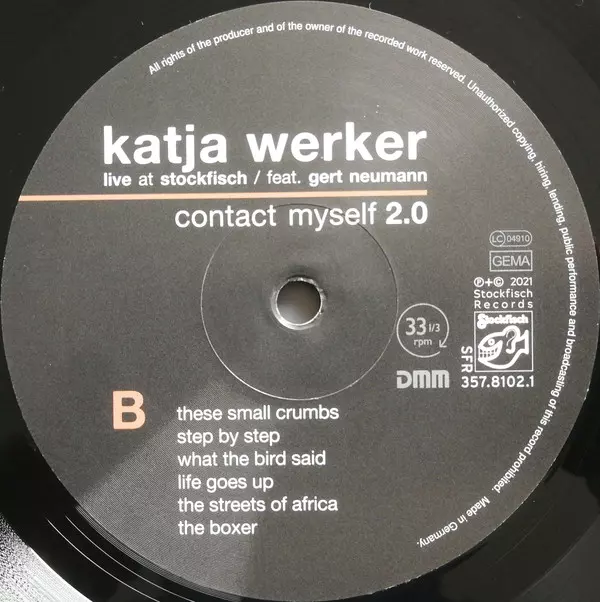 All rights of the producer and of the owner of the recorded work reserved. Unauthorized copying, hiring, lending, public performance and broadcasting of this record prohibited. Made in Germany.
katja werker
live at stockfisch / feat. gert neumann
contact myself 2.0
LC 04910
GEMA
℗+© 2021
Stockfisch
Records
Stockfisch
33 1/3
rpm
DMM
SFR
357.8102.1
B
these small crumbs
step by step
what the bird said
life goes up
the streets of africa
the boxer